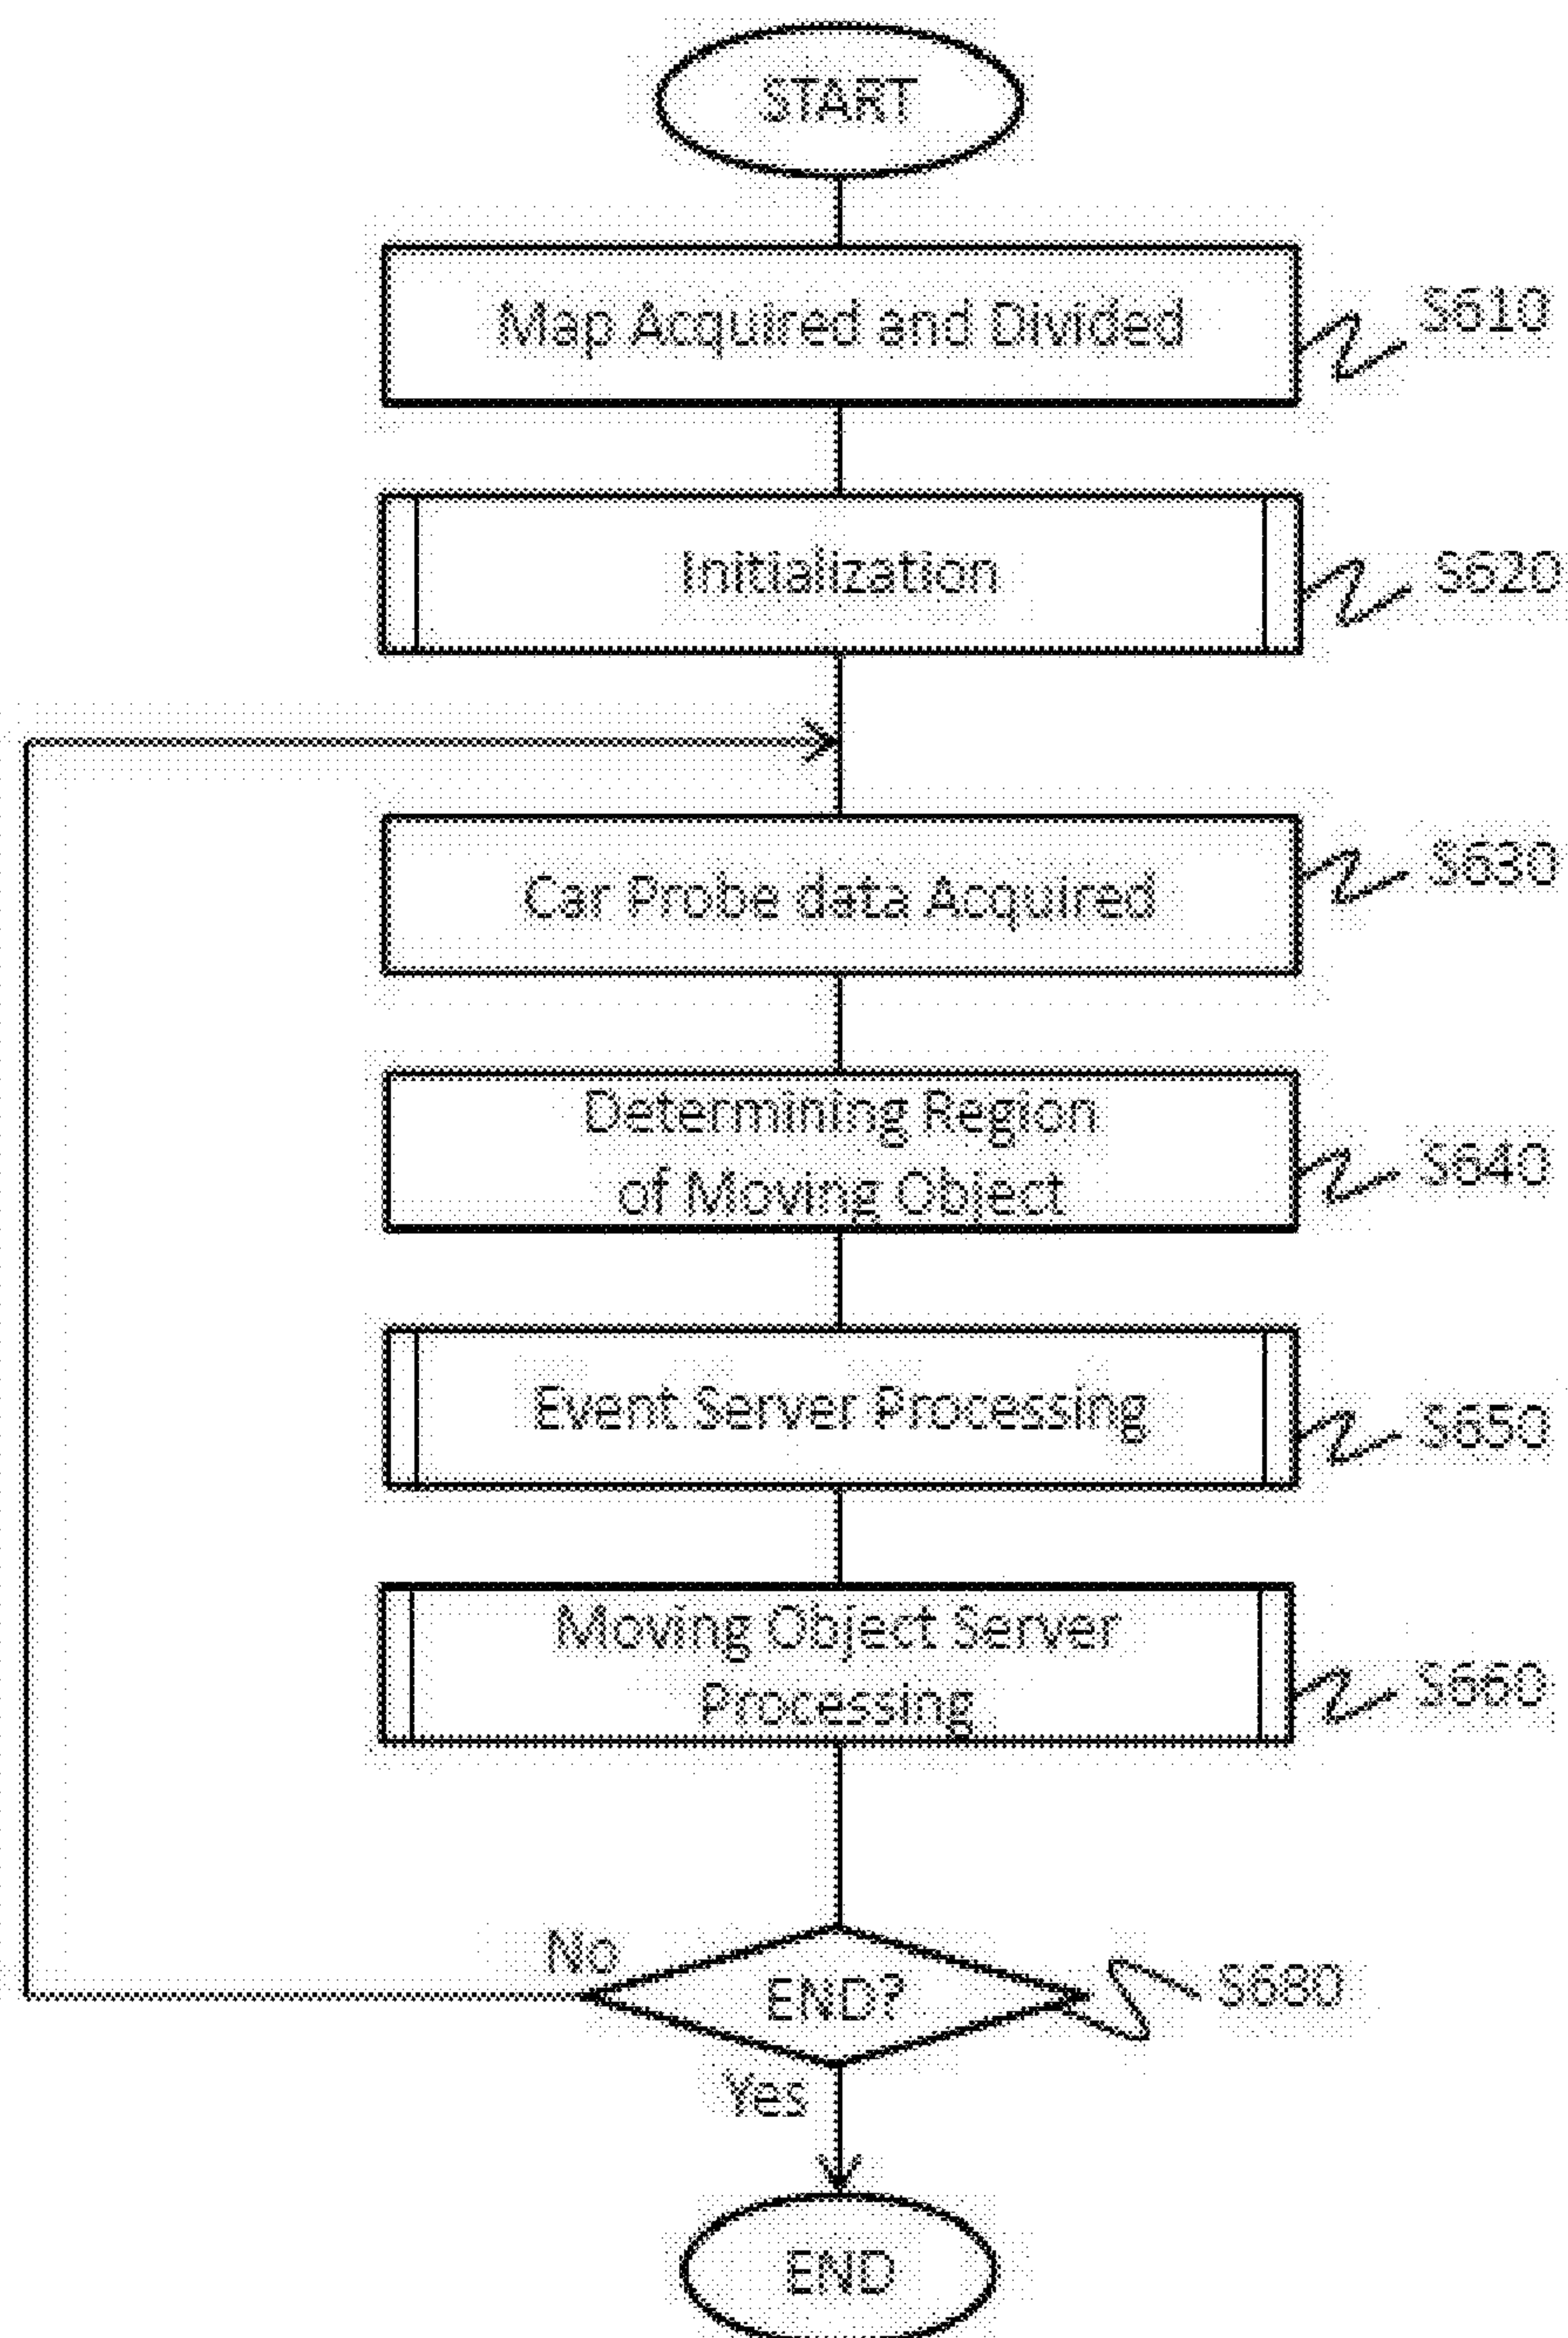 START
Map Acquired and Divided
S610
Initialization
S620
Car Probe data Acquired
S630
Determining Region
of Moving Object
S640
Event Server Processing
S650
Moving Object Server
Processing
S660
No
END?
S680
Yes
END